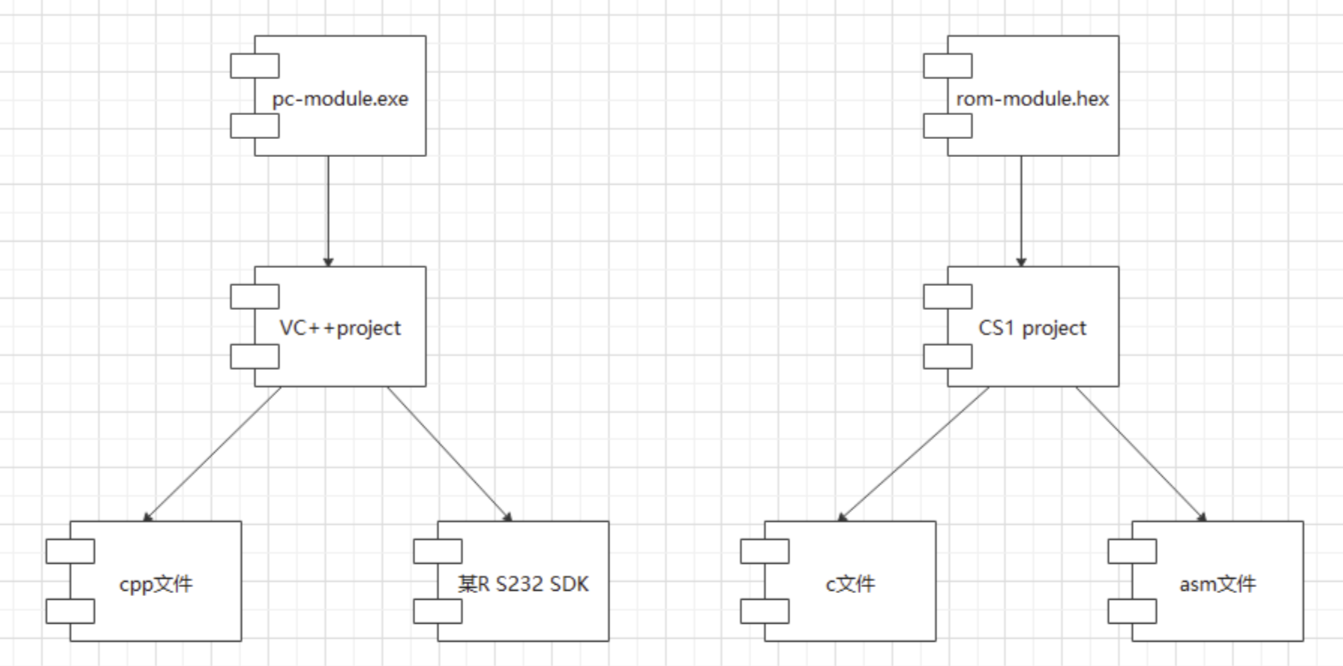 pc-module.exe
rom-module.hex
VC++project
CS1 project
cpp文件
某R S232 SDK
c文件
asm文件